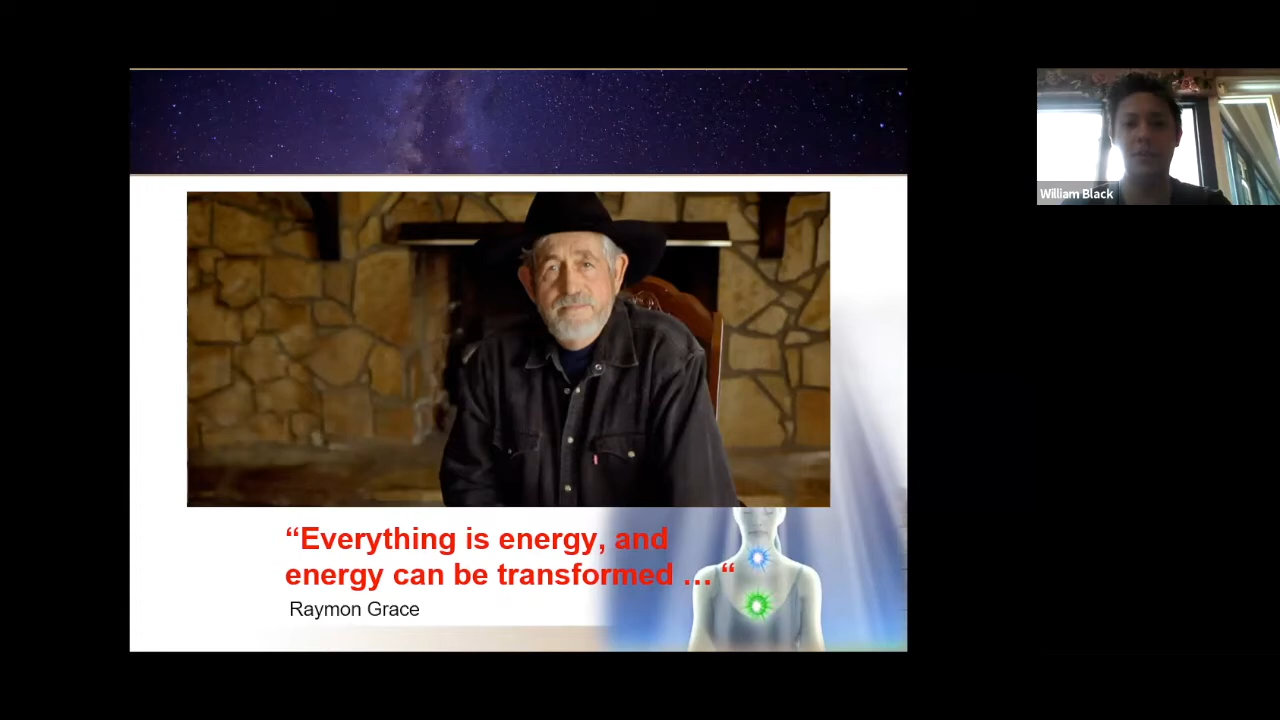 “Everything is energy, and
energy can be transformed … “
Raymon Grace
William Black